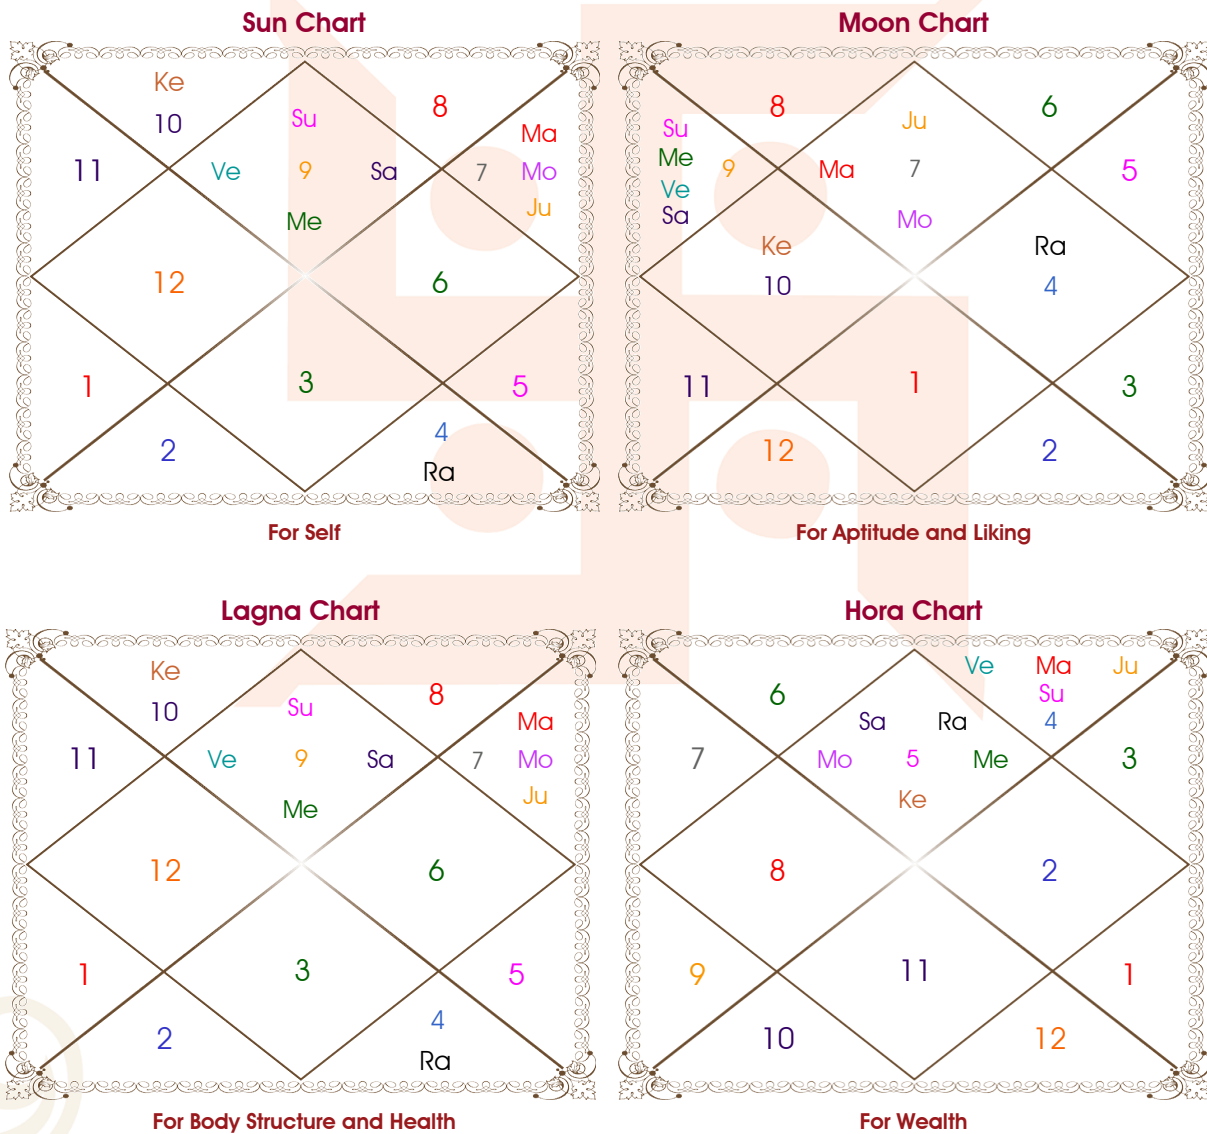 Sun Chart
Ke
10
11
Su
Ve 9 Sa
Me
8
Ma
7 Mo
Ju
12
6
1
3
5
2
4
Ra
For Self
Moon Chart
8
Su
Me
9
Ve
Sa
Ju
Ma 7
Mo
6
5
Ke
10
Ra
4
11
1
3
12
2
For Aptitude and Liking
Lagna Chart
Ke
10
11
Su
Ve 9 Sa
Me
8
Ma
7 Mo
Ju
12
6
1
3
5
2
4
Ra
For Body Structure and Health
Hora Chart
6
7
Ve Ma Ju
Su
4
Sa Ra
Mo 5 Me
Ke
3
8
2
9
11
1
10
12
For Wealth